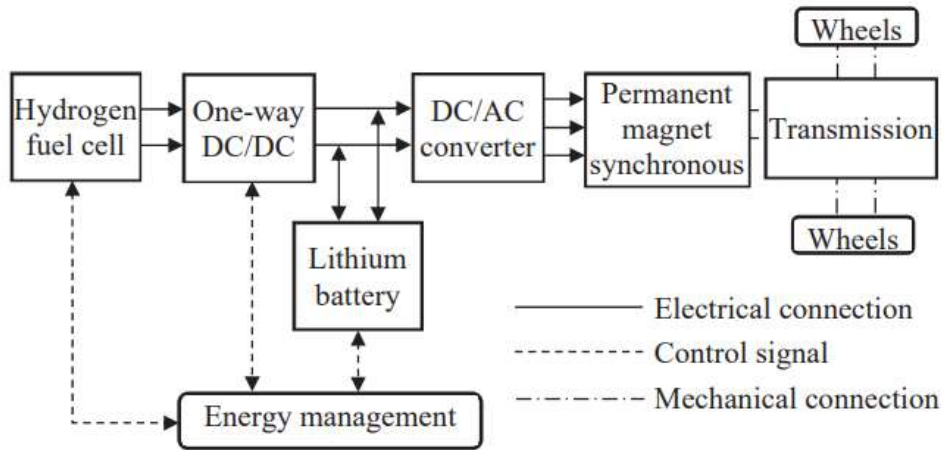 Wheels
Hydrogen
fuel cell
One-way
DC/DC
DC/AC
converter
Permanent
magnet
synchronous
Transmission
Wheels
Lithium
battery
Electrical connection
Control signal
Mechanical connection
Energy management